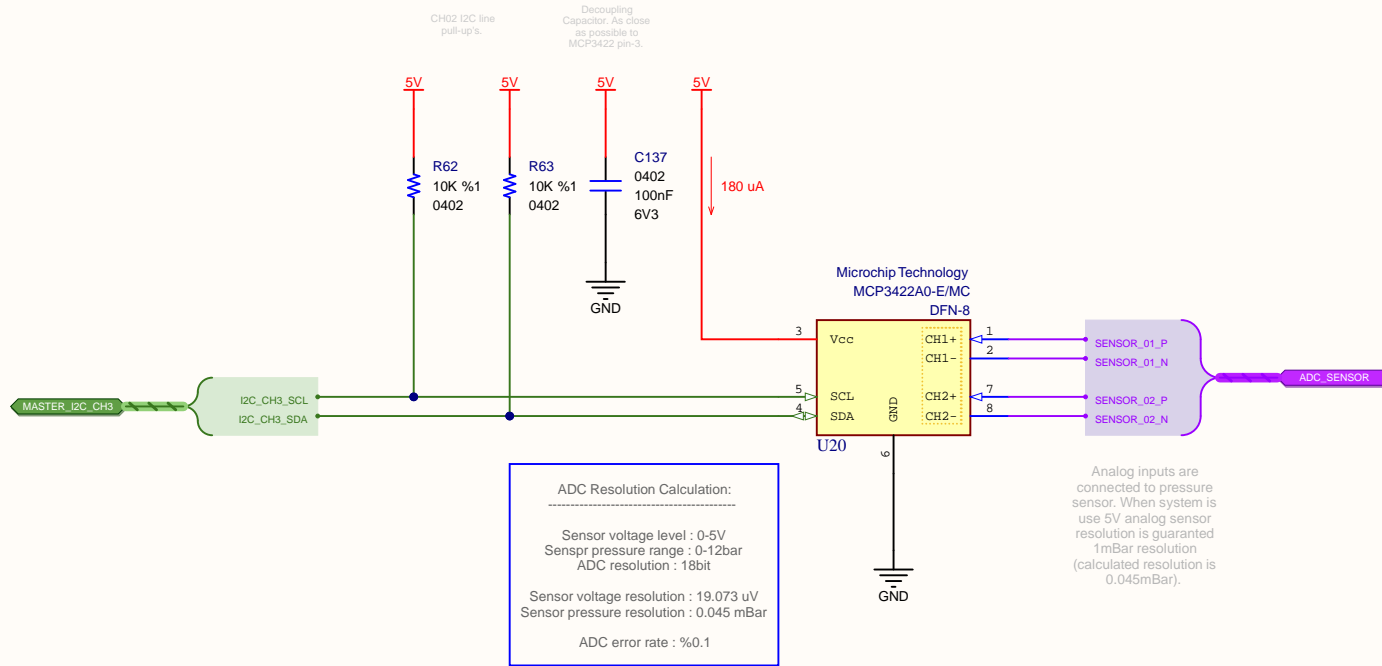 CH02 I2C line
pull-up's.
Decoupling
Capacitor. As close
as possible to
MCP3422 pin-3.
5V
5V
5V
5V
R62
10K %1
0402
R63
10K %1
0402
C137
0402
100nF
6V3
180 uA
GND
Microchip Technology
MCP3422A0-E/MC
DFN-8
3
Vcc
5
SCL
4
SDA
GND
6
CH1+
1
CH1-
2
CH2+
7
CH2-
8
U20
GND
MASTER_I2C_CH3
I2C_CH3_SCL
I2C_CH3_SDA
SENSOR_01_P
SENSOR_01_N
SENSOR_02_P
SENSOR_02_N
ADC_SENSOR
ADC Resolution Calculation:
-------------------------------------------
Sensor voltage level : 0-5V
Senspr pressure range : 0-12bar
ADC resolution : 18bit
Sensor voltage resolution : 19.073 uV
Sensor pressure resolution : 0.045 mBar
ADC error rate : %0.1
Analog inputs are
connected to pressure
sensor. When system is
use 5V analog sensor
resolution is guaranted
1mBar resolution
(calculated resolution is
0.045mBar).